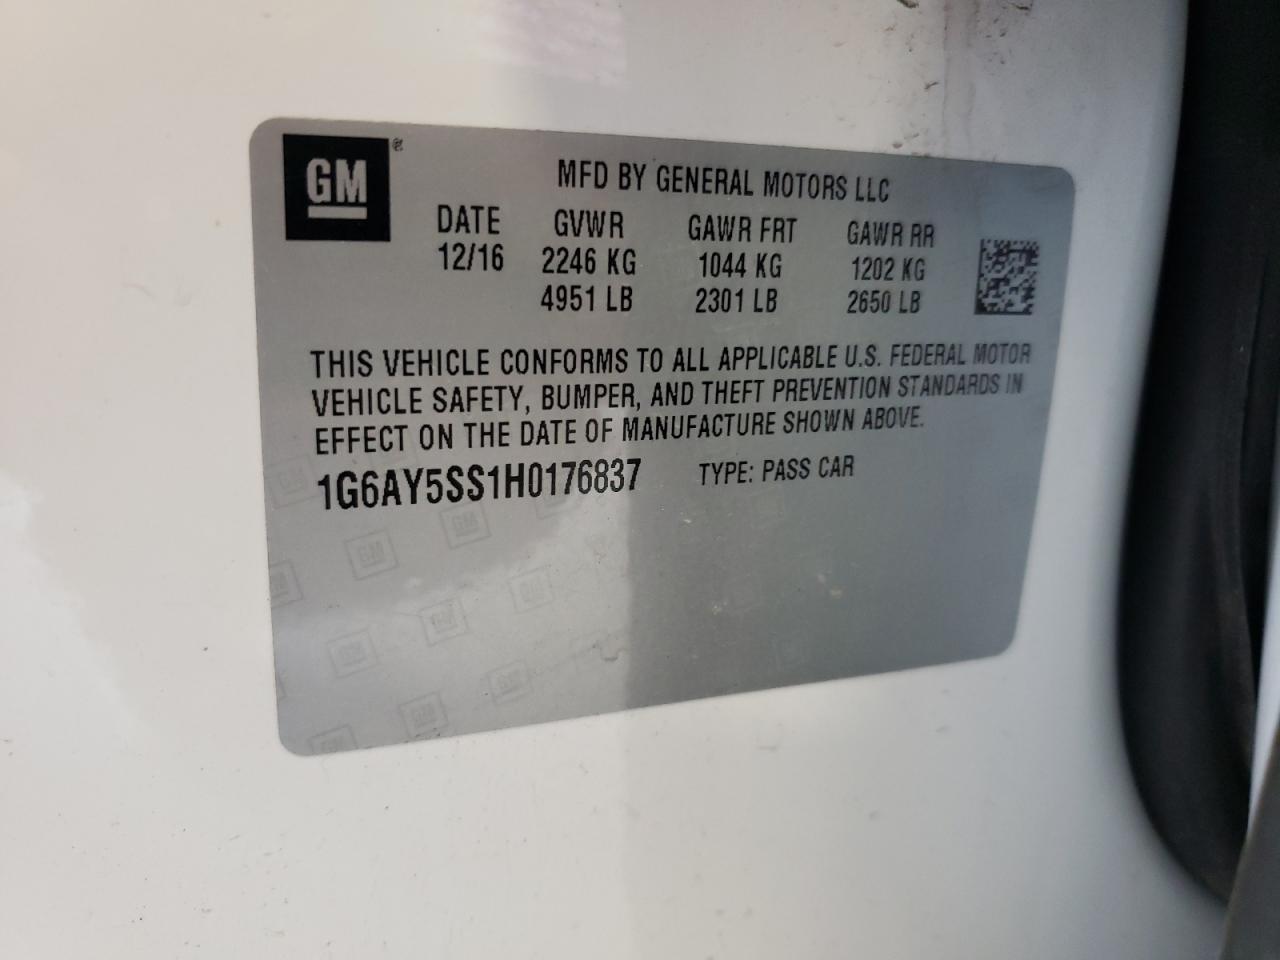 GM®
MFD BY GENERAL MOTORS LLC
DATE GVWR GAWR FRT GAWR RR
12/16 2246 KG 1044 KG 1202 KG
4951 LB 2301 LB 2650 LB
THIS VEHICLE CONFORMS TO ALL APPLICABLE U.S. FEDERAL MOTOR
VEHICLE SAFETY, BUMPER, AND THEFT PREVENTION STANDARDS IN
EFFECT ON THE DATE OF MANUFACTURE SHOWN ABOVE.
1G6AY5SS1H0176837 TYPE: PASS CAR